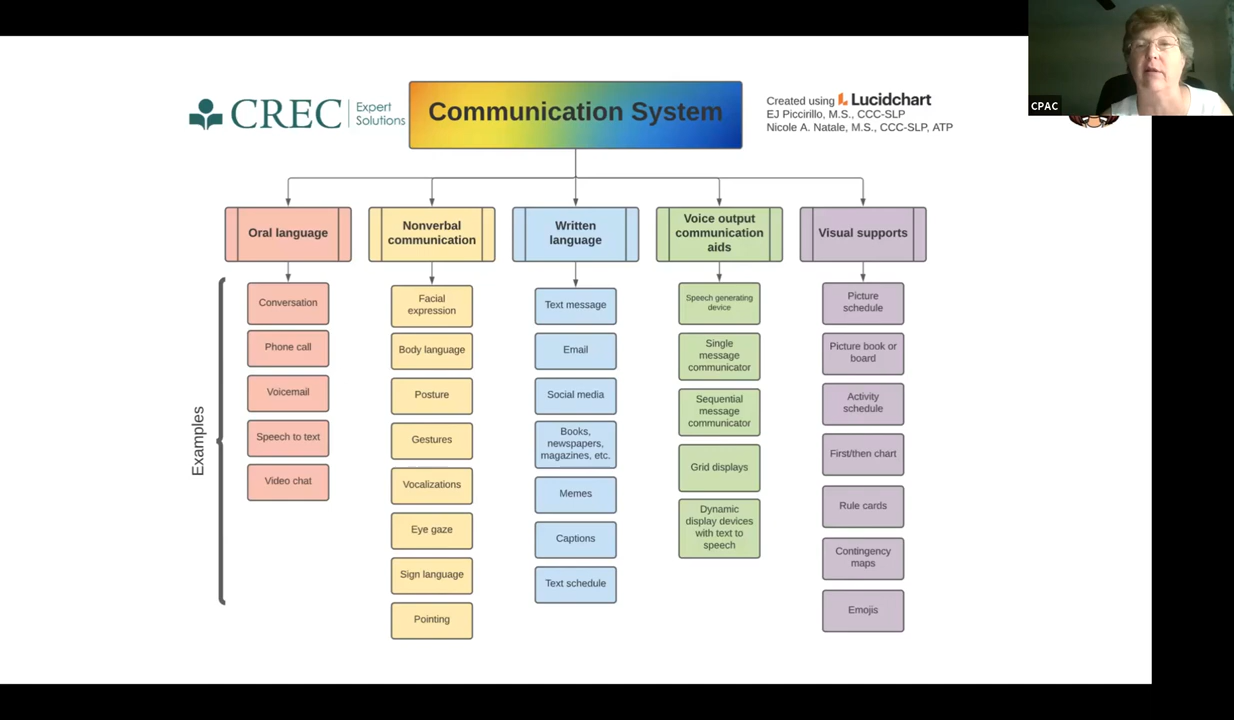 CREC
Expert
Solutions
Communication System
Created using Lucidchart
EJ Piccirillo, M.S., CCC-SLP
Nicole A. Natale, M.S., CCC-SLP, ATP
CPAC
Oral language
Nonverbal
communication
Written
language
Voice output
communication
aids
Visual supports
Examples
Conversation
Phone call
Voicemail
Speech to text
Video chat
Facial
expression
Body language
Posture
Gestures
Vocalizations
Eye gaze
Sign language
Pointing
Text message
Email
Social media
Books,
newspapers,
magazines, etc.
Memes
Captions
Text schedule
Speech generating
device
Single
message
communicator
Sequential
message
communicator
Grid displays
Dynamic
display devices
with text to
speech
Picture
schedule
Picture book or
board
Activity
schedule
First/then chart
Rule cards
Contingency
maps
Emojis